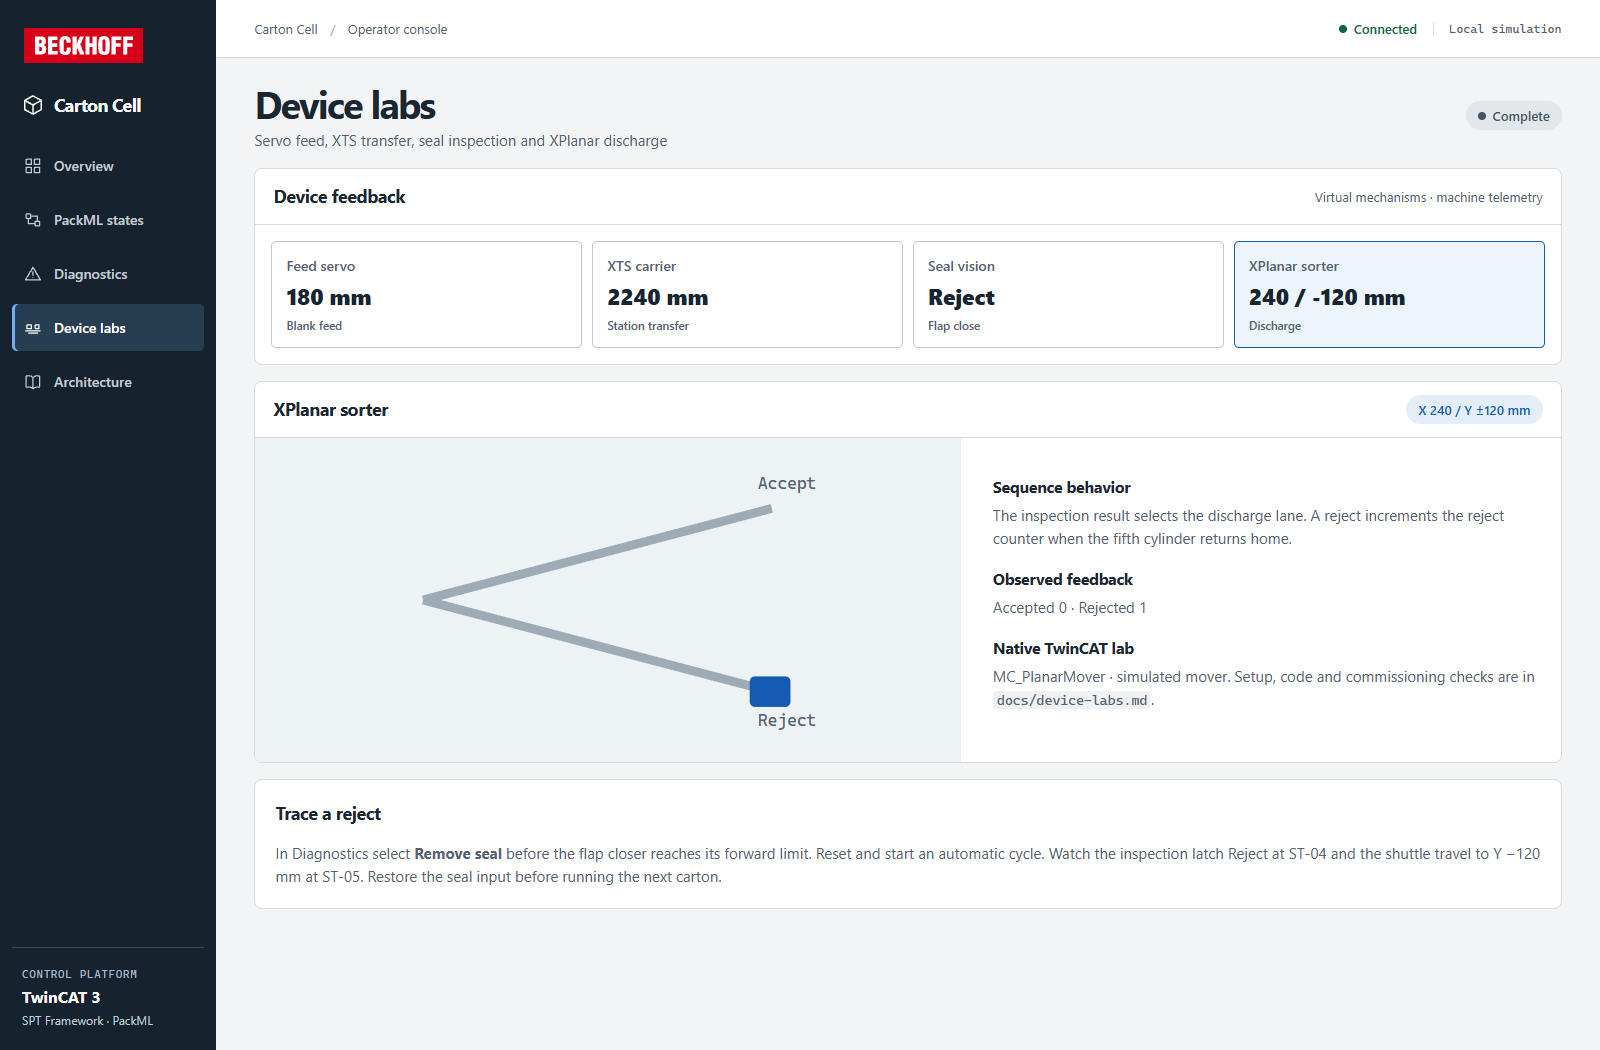 BECKHOFF
Carton Cell
Overview
PackML states
Diagnostics
Device labs
Architecture
CONTROL PLATFORM
TwinCAT 3
SPT Framework · PackML
Carton Cell / Operator console
Connected
Local simulation
Device labs
Servo feed, XTS transfer, seal inspection and XPlanar discharge
Complete
Device feedback
Virtual mechanisms · machine telemetry
Feed servo
180 mm
Blank feed
XTS carrier
2240 mm
Station transfer
Seal vision
Reject
Flap close
XPlanar sorter
240 / -120 mm
Discharge
XPlanar sorter
X 240 / Y ±120 mm
Accept
Reject
Sequence behavior
The inspection result selects the discharge lane. A reject increments the reject
counter when the fifth cylinder returns home.
Observed feedback
Accepted 0 · Rejected 1
Native TwinCAT lab
MC_PlanarMover · simulated mover. Setup, code and commissioning checks are in
docs/device-labs.md.
Trace a reject
In Diagnostics select Remove seal before the flap closer reaches its forward limit. Reset and start an automatic cycle. Watch the inspection latch Reject at ST-04 and the shuttle travel to Y −120
mm at ST-05. Restore the seal input before running the next carton.